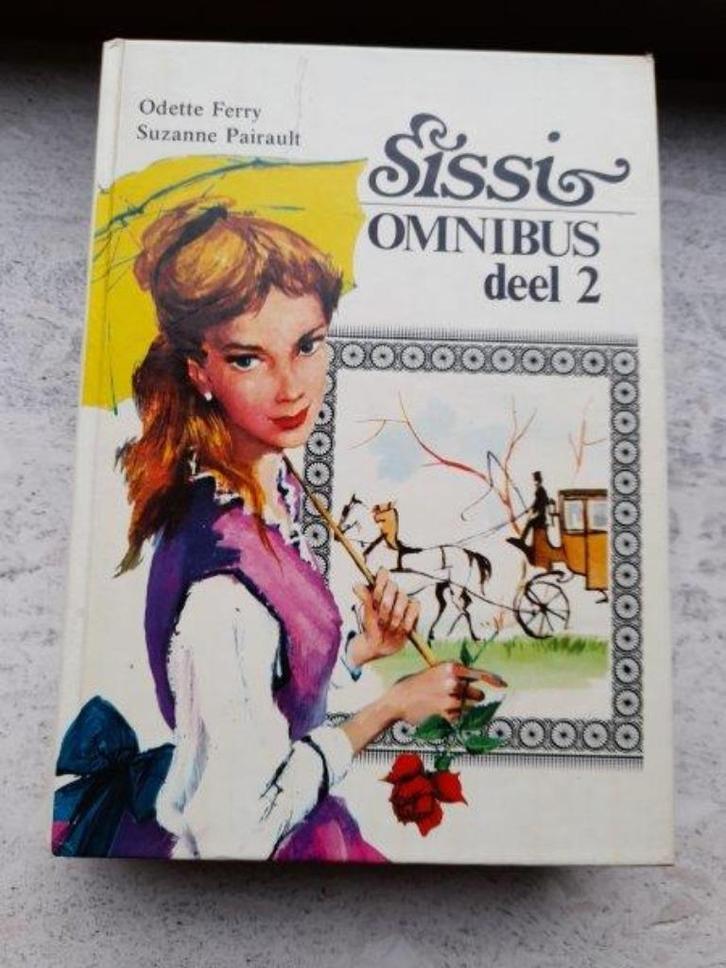 Odette Ferry
Suzanne Pairault
Sissi
OMNIBUS
deel 2